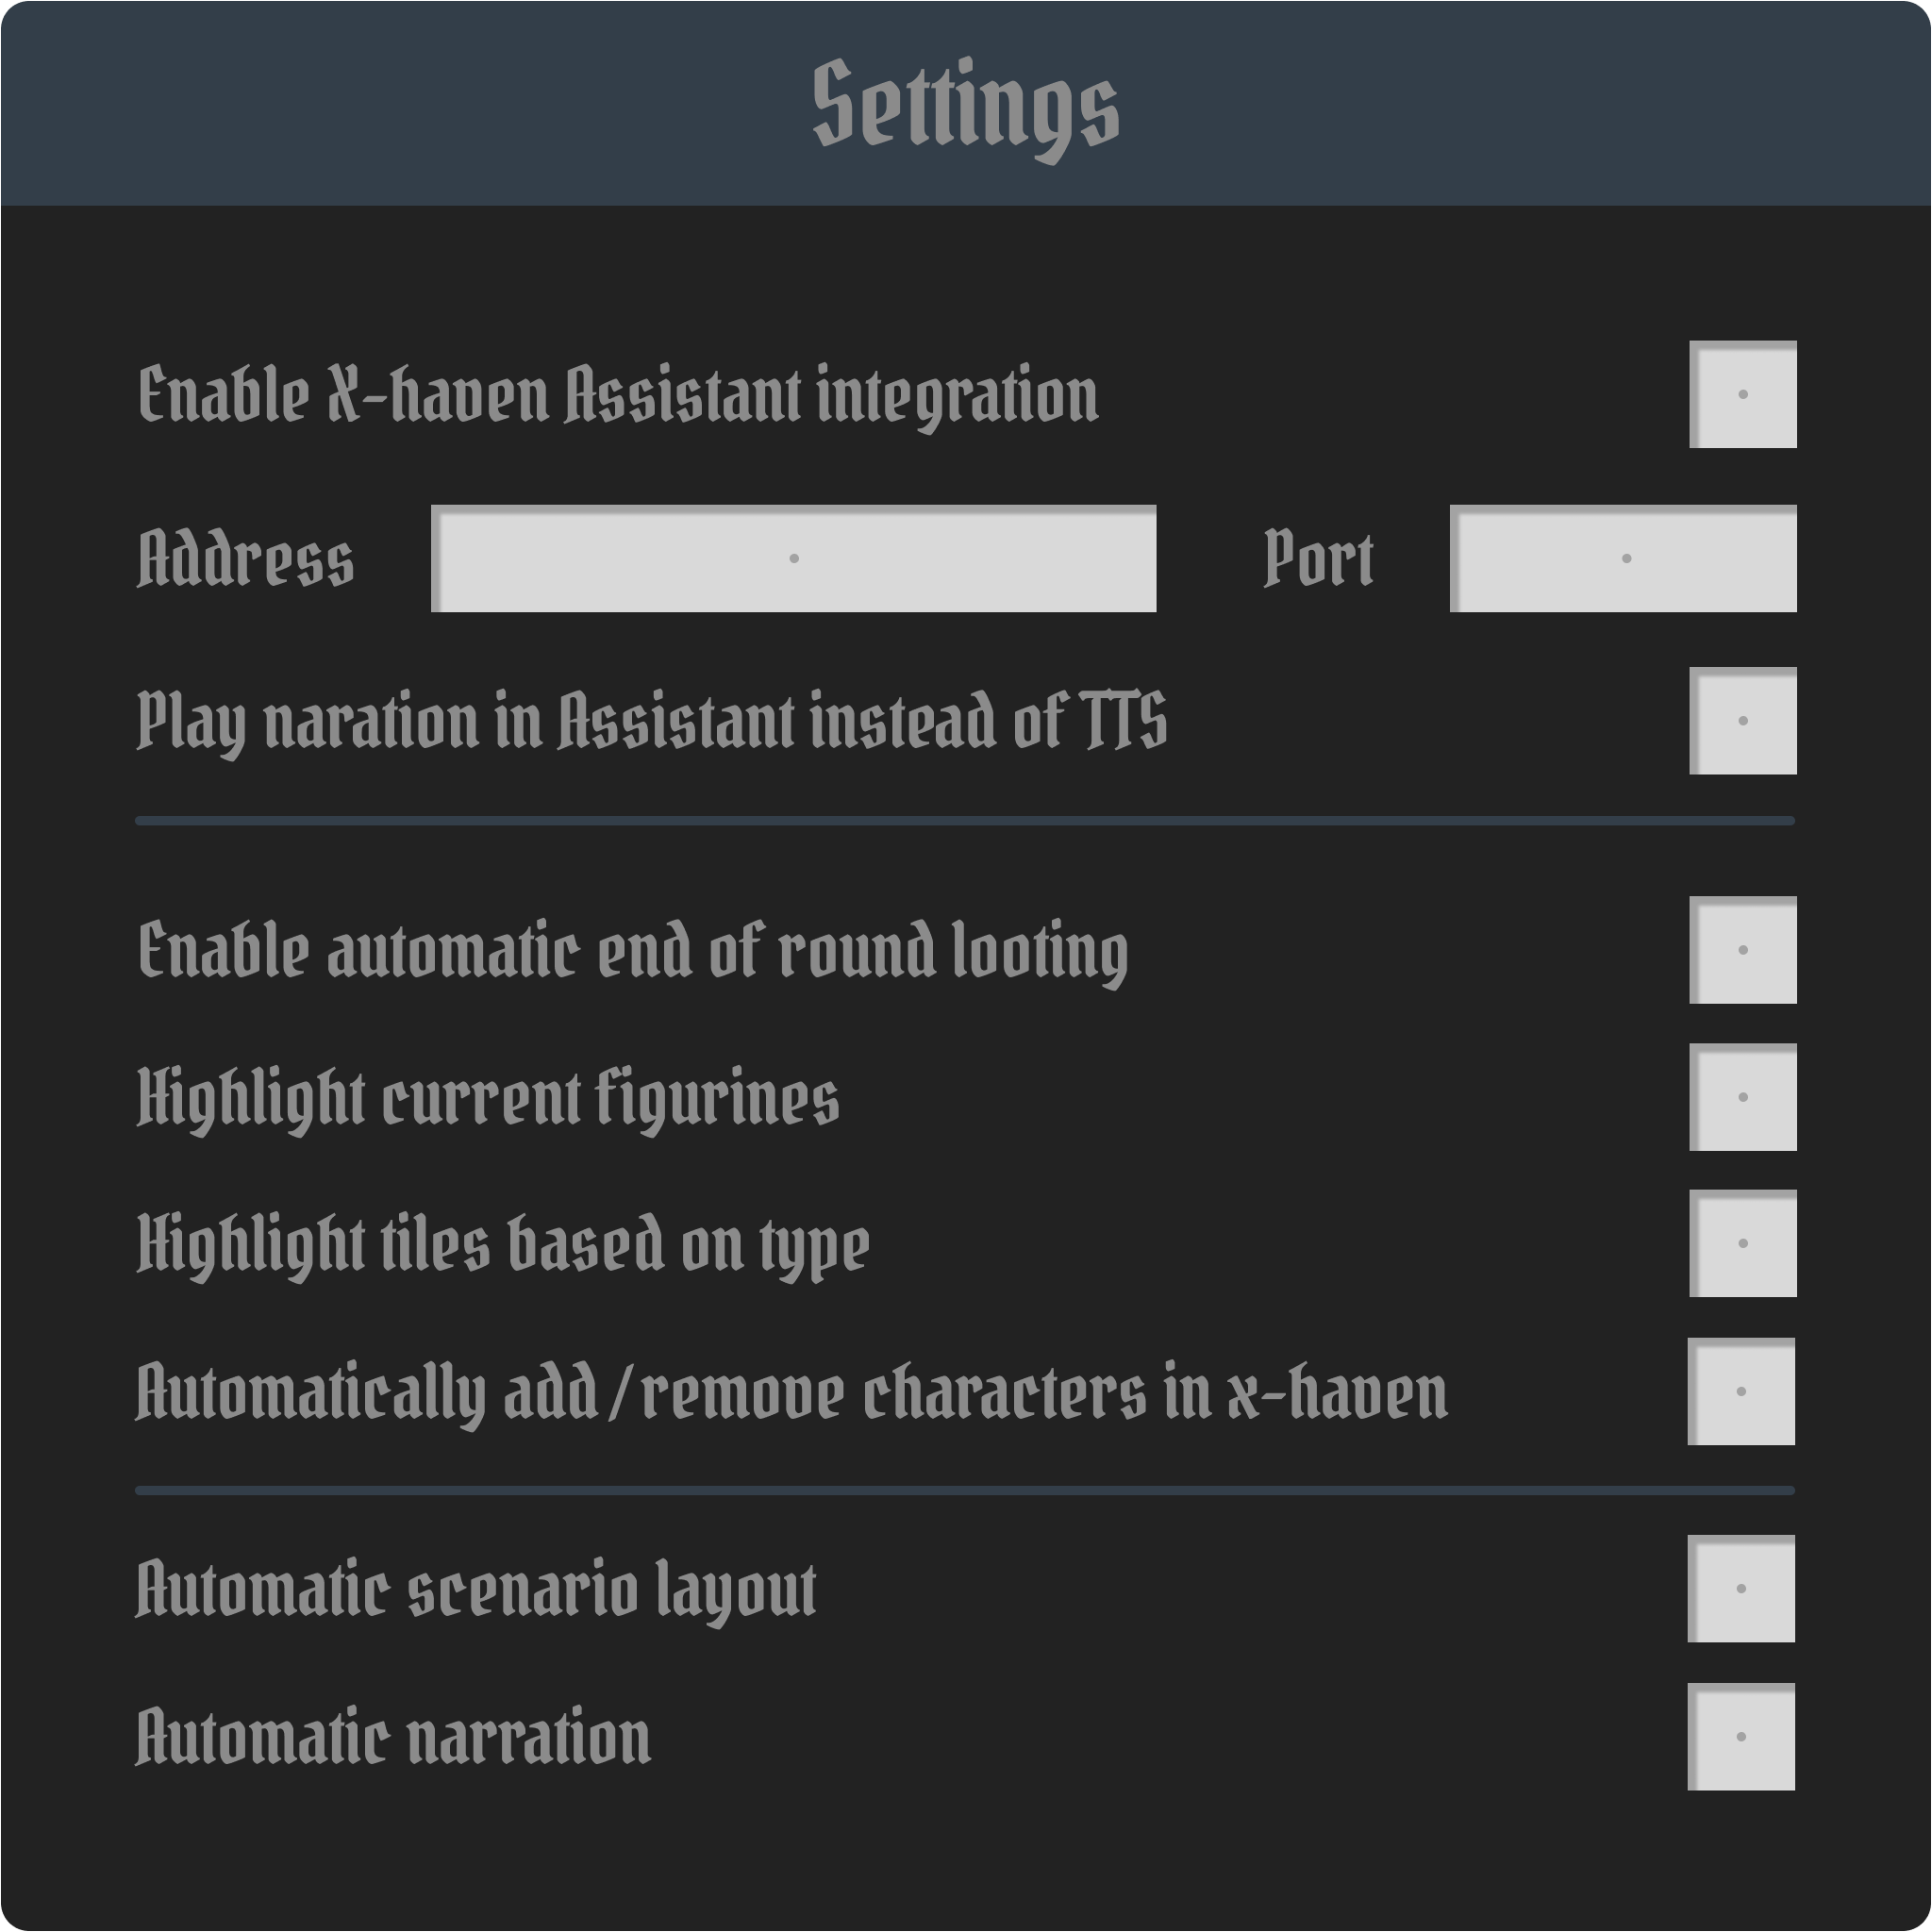 Settings
Enable X-haven Assistant integration
Address Port
Play naration in Assistant instead of TTS
Enable automatic end of round looting
Highlight current figurines
Highlight tiles based on type
Automatically add/remove characters in x-haven
Automatic scenario layout
Automatic narration